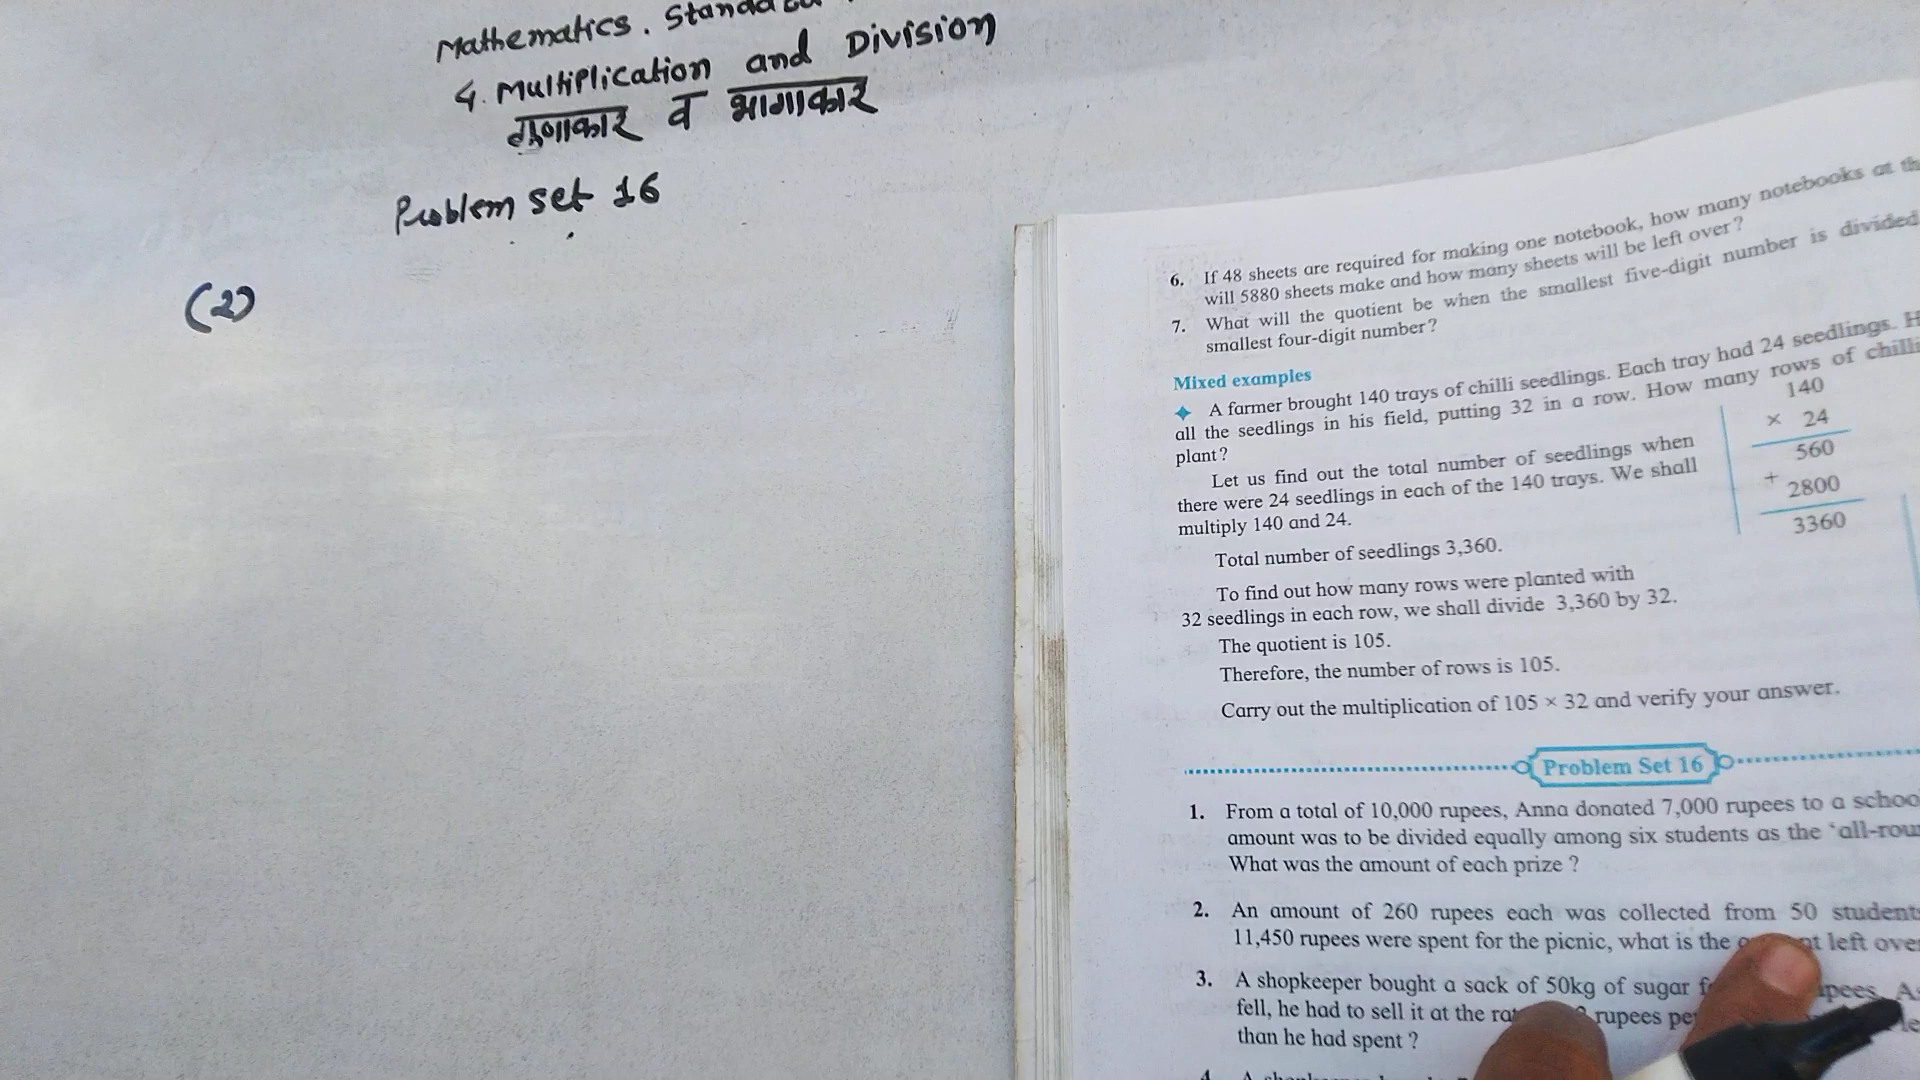 Mathematics. Standard
4. Multiplication and Division
गुणाकार व भागाकार
Problem set 16
(2)
6. If 48 sheets are required for making one notebook, how many notebooks at
will 5880 sheets make and how many sheets will be left over?
7. What will the quotient be when the smallest five-digit number is divided
smallest four-digit number?
Mixed examples
A farmer brought 140 trays of chilli seedlings. Each tray had 24 seedlings.
all the seedlings in his field, putting 32 in a row. How many rows of
plant?
Let us find out the total number of seedlings when
there were 24 seedlings in each of the 140 trays. We shall
multiply 140 and 24.
Total number of seedlings 3,360.
To find out how many rows were planted with
32 seedlings in each row, we shall divide 3,360 by 32.
The quotient is 105.
Therefore, the number of rows is 105.
Carry out the multiplication of 105 × 32 and verify your answer.
140
× 24
560
+ 2800
3360
Problem Set 16
1. From a total of 10,000 rupees, Anna donated 7,000 rupees to a
amount was to be divided equally among six students as the
What was the amount of each prize ?
2. An amount of 260 rupees each was collected from 50
11,450 rupees were spent for the picnic, what is the left
3. A shopkeeper bought a sack of 50kg of sugar
fell, he had to sell it at the rupees
than he had spent ?